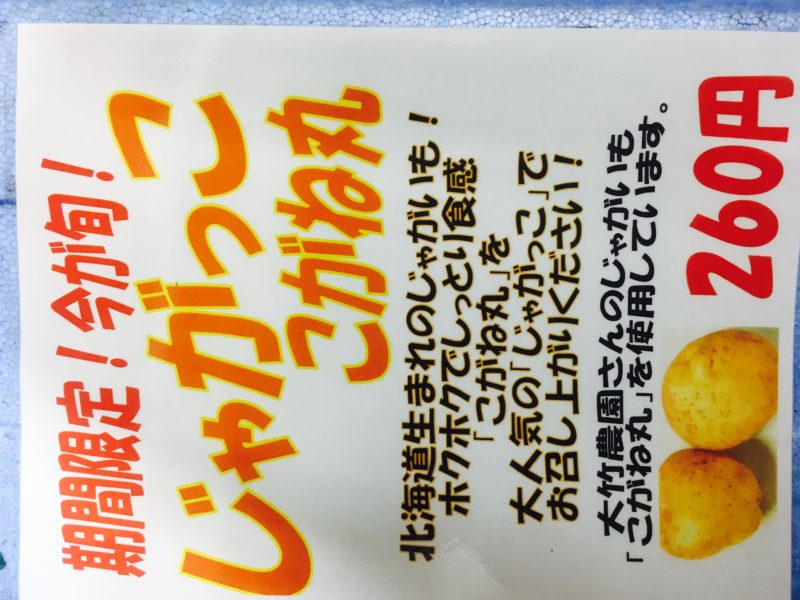 期間限定！今が旬！
じゃがっこ
こがね丸
北海道生まれのじゃがいも！
ホクホクでしっとり食感
「こがね丸」を
大人気の「じゃがっこ」で
お召し上がりください！
大竹農園さんのじゃがいも
「こがね丸」を使用しています。
260円